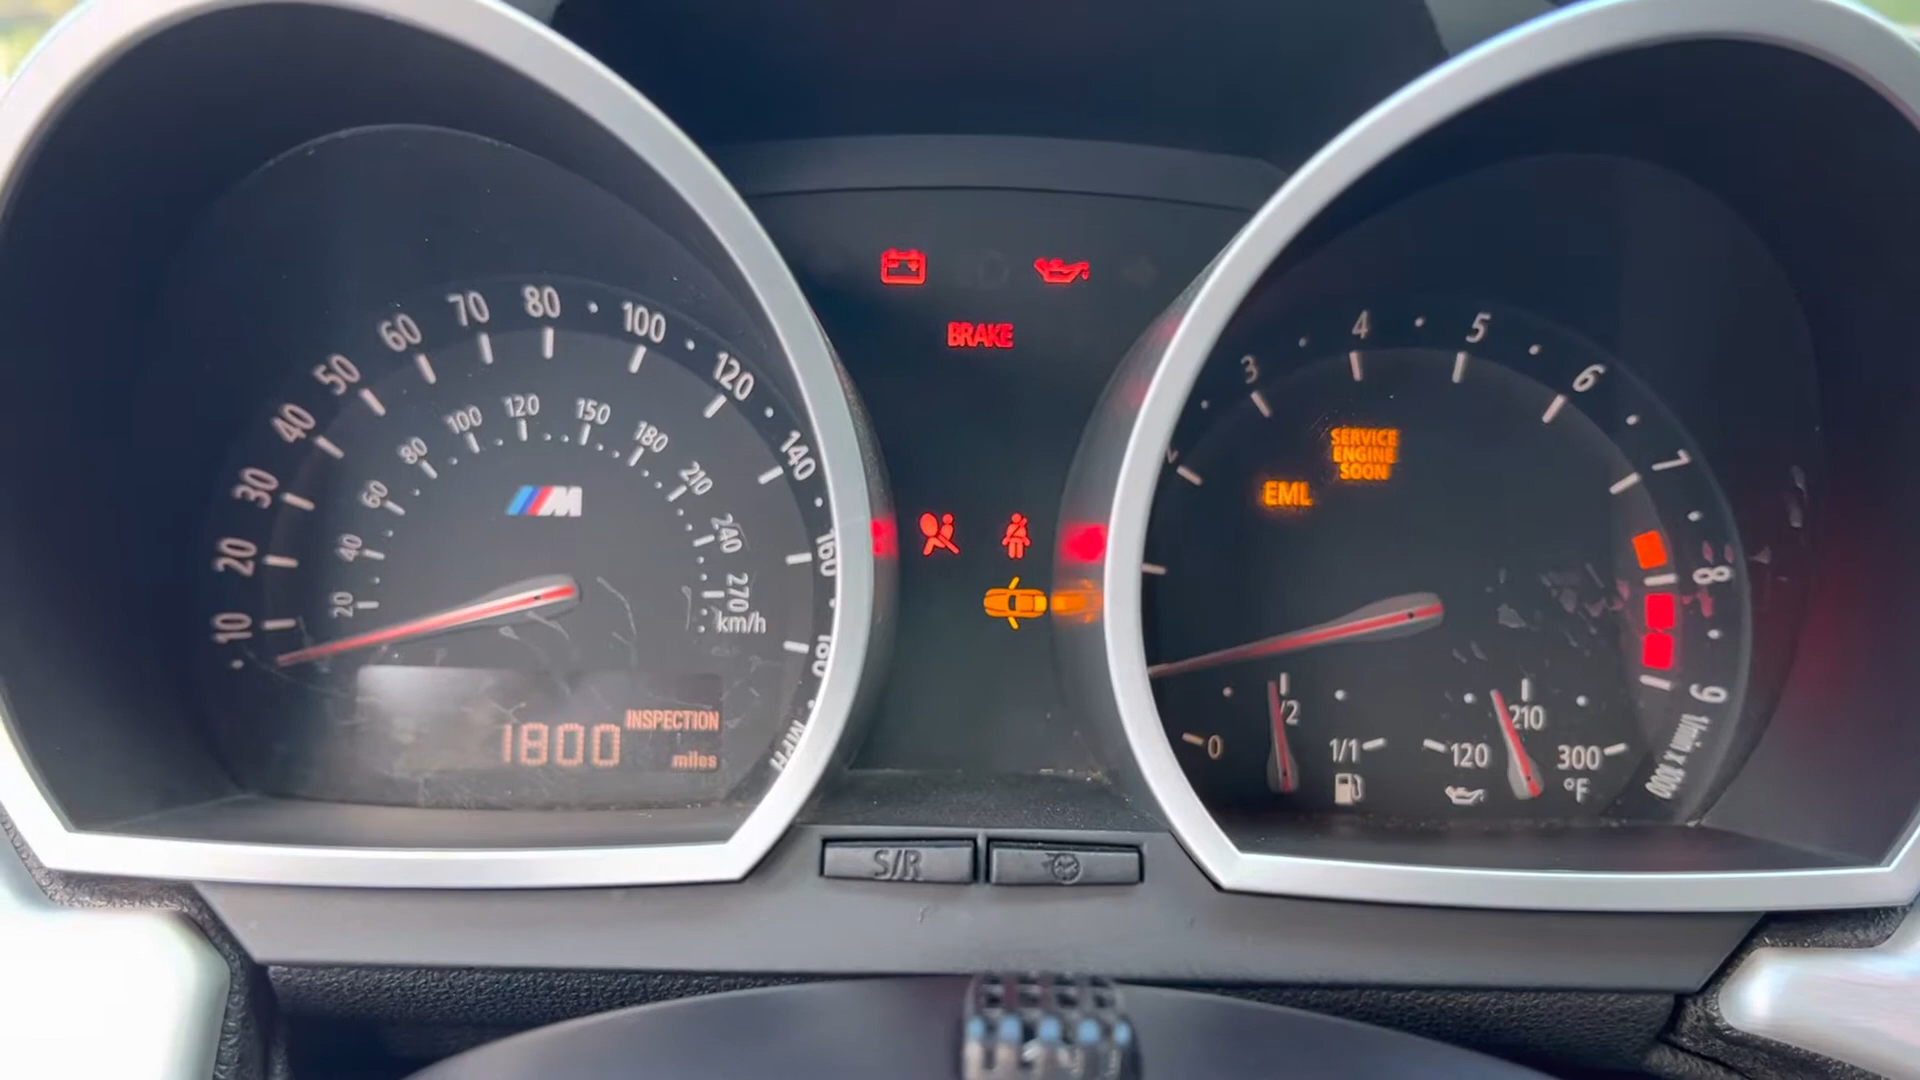 10
20
30
40
50
60
70
80
100
120
140
160
180
MPH
20
40
60
80
100
120
150
180
210
240
270
km/h
M
1800
INSPECTION
miles
BRAKE
S/R
3
4
5
6
7
8
9
1/min x 1000
SERVICE
ENGINE
SOON
EML
0
1/2
1/1
120
210
300
°F